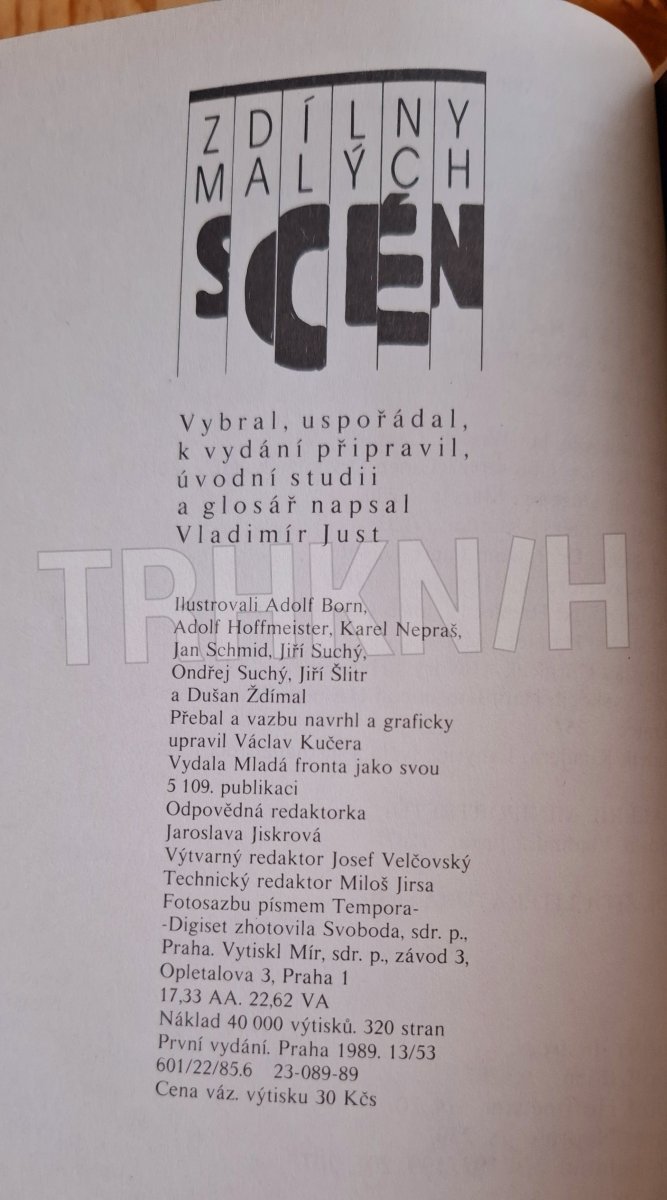 Z DÍLNY
MALÝCH
SCÉN
Vybral, uspořádal,
k vydání připravil,
úvodní studii
a glosář napsal
Vladimír Just
TRHKN/H
Ilustrovali Adolf Born,
Adolf Hoffmeister, Karel Nepraš,
Jan Schmid, Jiří Suchý,
Ondřej Suchý, Jiří Šlitr
a Dušan Ždímal
Přebal a vazbu navrhl a graficky
upravil Václav Kučera
Vydala Mladá fronta jako svou
5 109. publikaci
Odpovědná redaktorka
Jaroslava Jiskrová
Výtvarný redaktor Josef Velčovský
Technický redaktor Miloš Jirsa
Fotosazbu písmem Tempora-
-Digiset zhotovila Svoboda, sdr. p.,
Praha. Vytiskl Mír, sdr. p., závod 3,
Opletalova 3, Praha 1
17,33 AA. 22,62 VA
Náklad 40 000 výtisků. 320 stran
První vydání. Praha 1989. 13/53
601/22/85.6 23-089-89
Cena váz. výtisku 30 Kčs